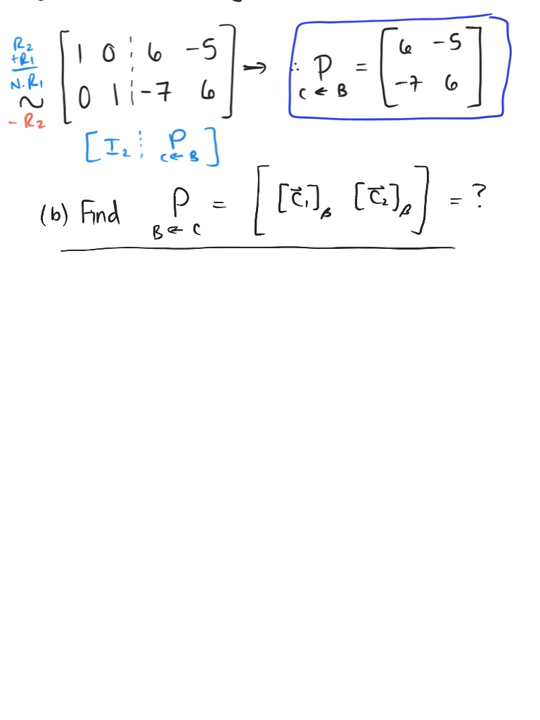 R₂
+R₁
N.R₁
~
-R₂
[ 1 0 ⋮ 6 -5
0 1 ⋮ -7 6 ] → ∴ P C←B = [ 6 -5
-7 6 ]
[ I₂ ⋮ P C←B ]
(b) Find P B←C = [ [c⃗₁]ᵦ [c⃗₂]ᵦ ] = ?